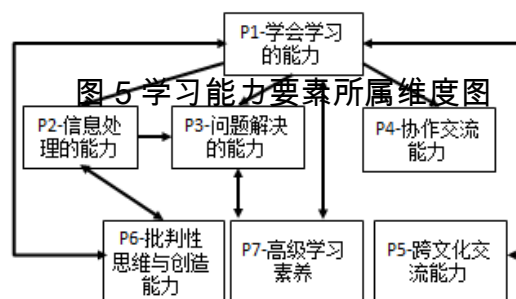 P1-学会学习
的能力
图 5 学习能力要素所属维度图
P2-信息处
理的能力
P3-问题解决
的能力
P4-协作交流
能力
P6-批判性
思维与创造
能力
P7-高级学习
素养
P5-跨文化交
流能力